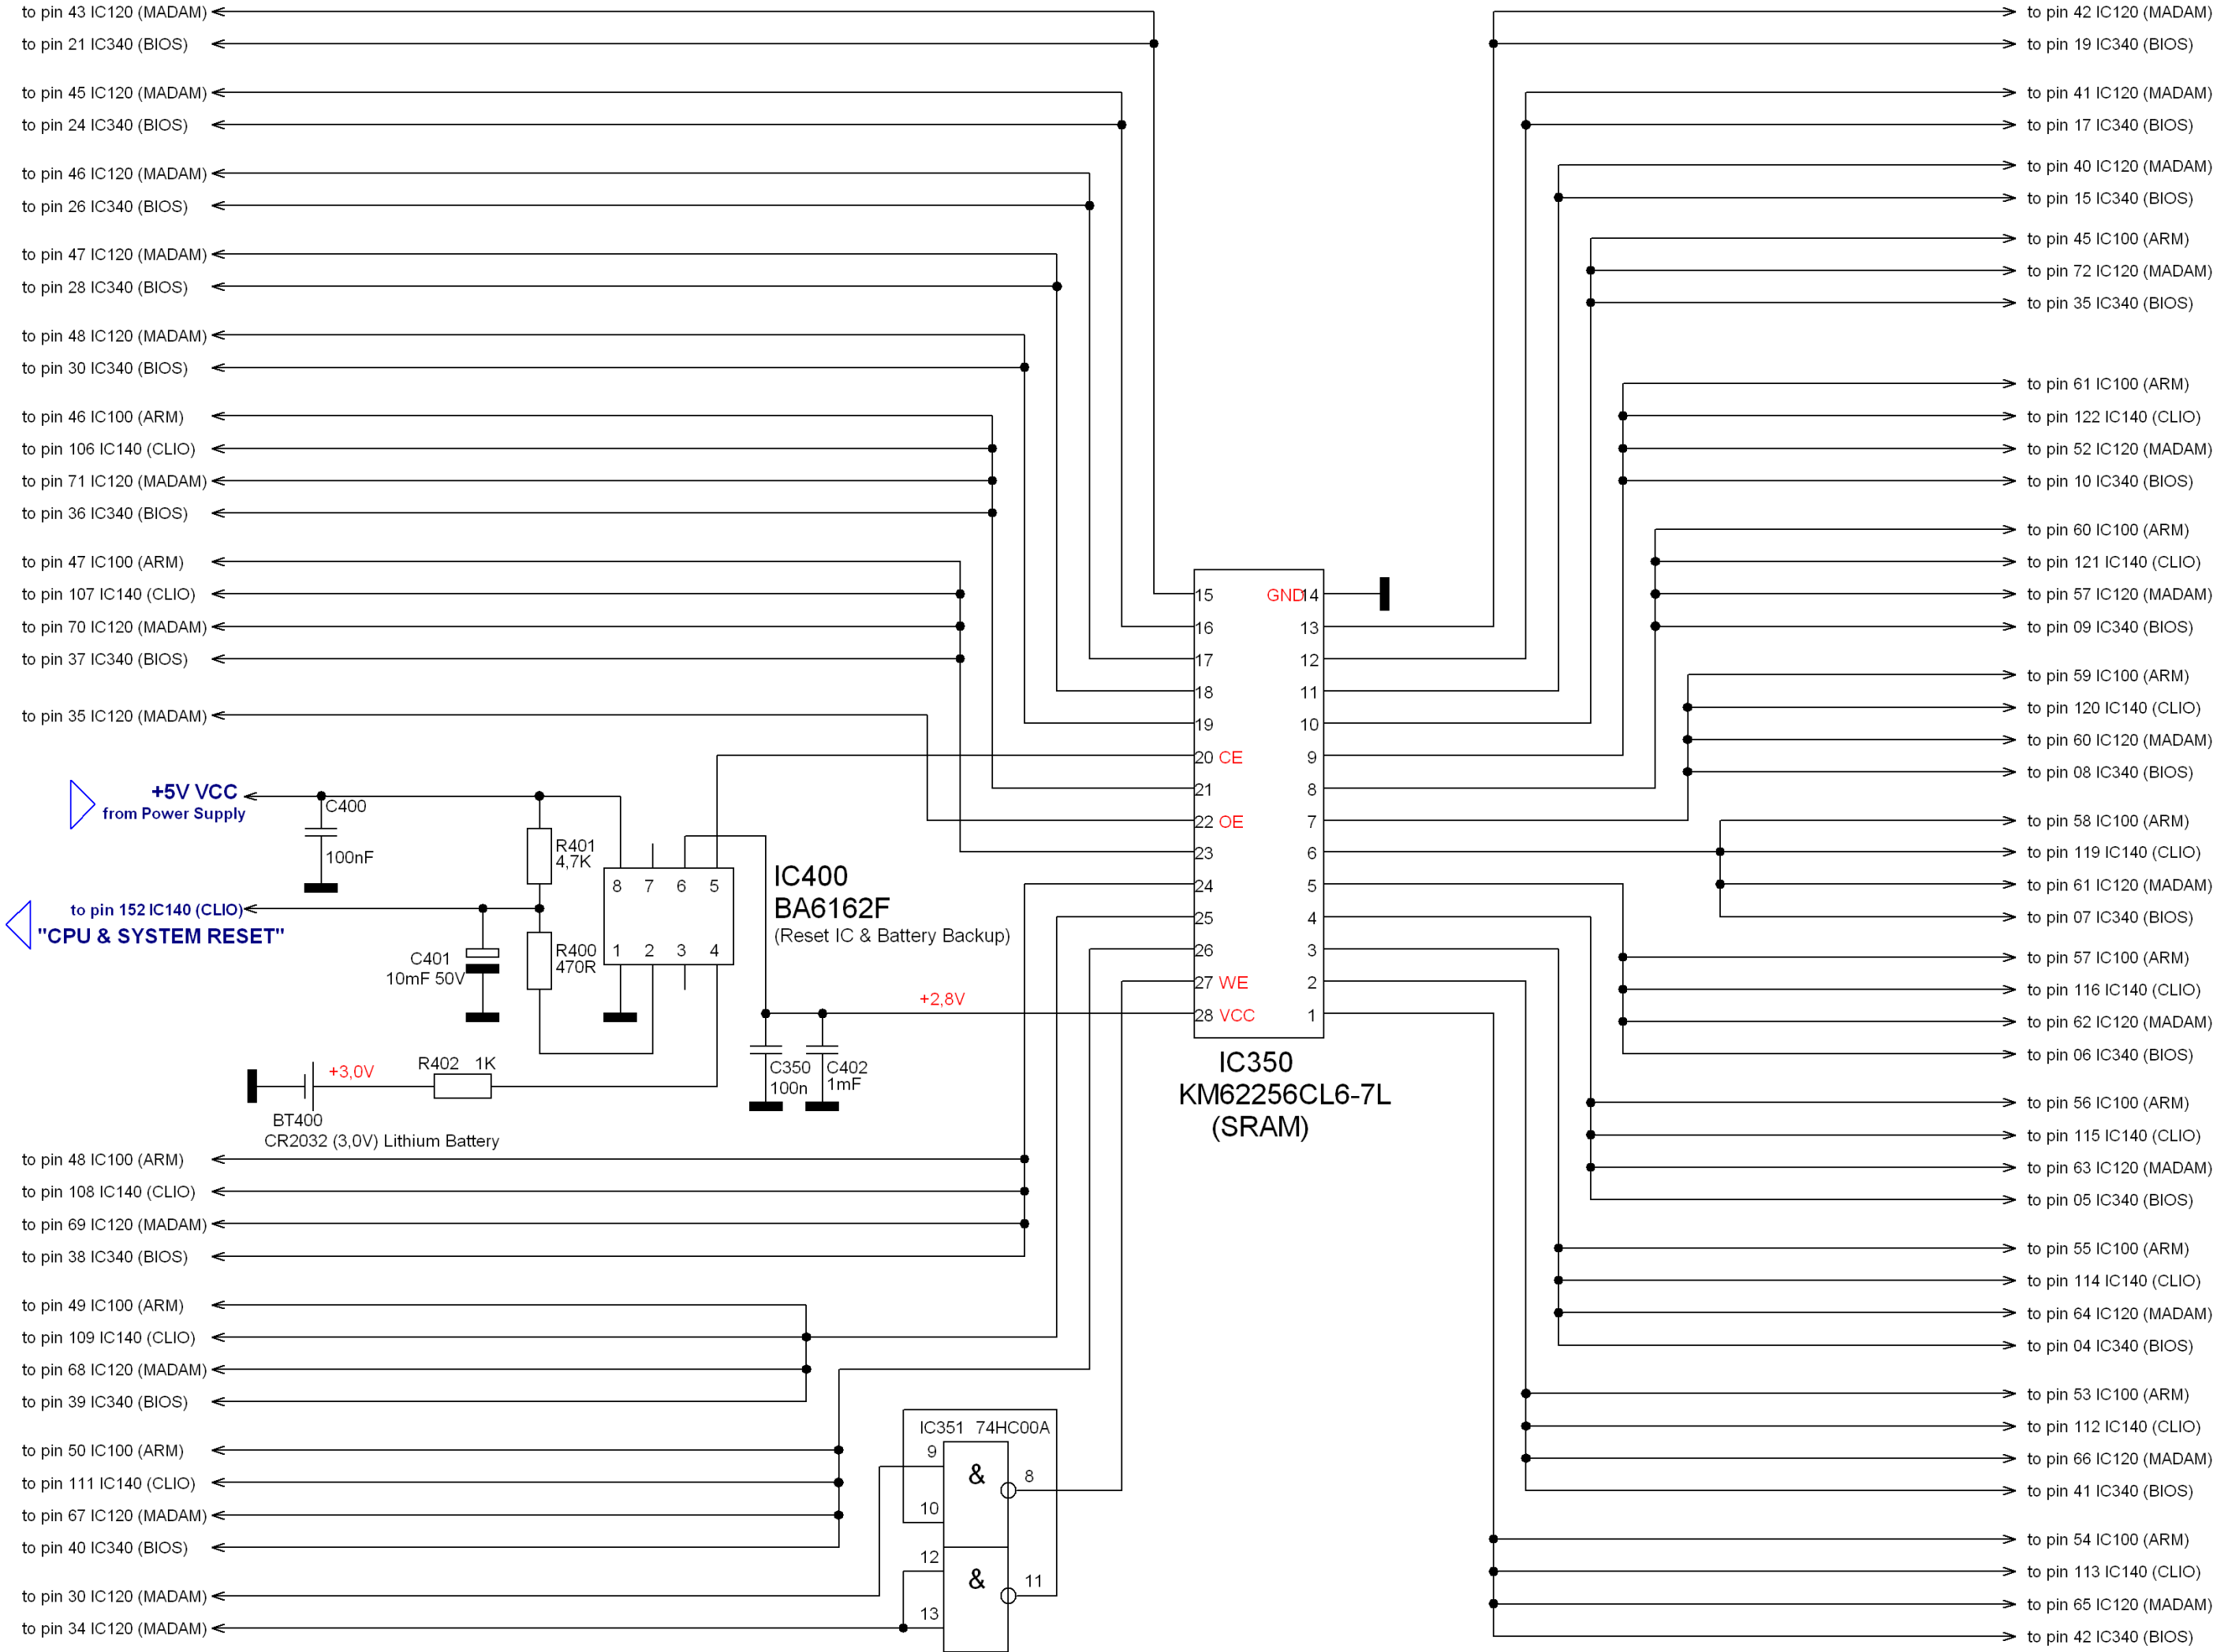 to pin 43 IC120 (MADAM)
to pin 21 IC340 (BIOS)
to pin 45 IC120 (MADAM)
to pin 24 IC340 (BIOS)
to pin 46 IC120 (MADAM)
to pin 26 IC340 (BIOS)
to pin 47 IC120 (MADAM)
to pin 28 IC340 (BIOS)
to pin 48 IC120 (MADAM)
to pin 30 IC340 (BIOS)
to pin 46 IC100 (ARM)
to pin 106 IC140 (CLIO)
to pin 71 IC120 (MADAM)
to pin 36 IC340 (BIOS)
to pin 47 IC100 (ARM)
to pin 107 IC140 (CLIO)
to pin 70 IC120 (MADAM)
to pin 37 IC340 (BIOS)
to pin 35 IC120 (MADAM)
+5V VCC
from Power Supply
C400
100nF
R401
4,7K
to pin 152 IC140 (CLIO)
"CPU & SYSTEM RESET"
C401
10mF 50V
R400
470R
8 7 6 5
1 2 3 4
IC400
BA6162F
(Reset IC & Battery Backup)
+2,8V
+3,0V
R402 1K
BT400
CR2032 (3,0V) Lithium Battery
C350
100n
C402
1mF
to pin 48 IC100 (ARM)
to pin 108 IC140 (CLIO)
to pin 69 IC120 (MADAM)
to pin 38 IC340 (BIOS)
to pin 49 IC100 (ARM)
to pin 109 IC140 (CLIO)
to pin 68 IC120 (MADAM)
to pin 39 IC340 (BIOS)
to pin 50 IC100 (ARM)
to pin 111 IC140 (CLIO)
to pin 67 IC120 (MADAM)
to pin 40 IC340 (BIOS)
to pin 30 IC120 (MADAM)
to pin 34 IC120 (MADAM)
IC351 74HC00A
9
&
8
10
12
&
11
13
15 GND 14
16 13
17 12
18 11
19 10
20 CE 9
21 8
22 OE 7
23 6
24 5
25 4
26 3
27 WE 2
28 VCC 1
IC350
KM62256CL6-7L
(SRAM)
to pin 42 IC120 (MADAM)
to pin 19 IC340 (BIOS)
to pin 41 IC120 (MADAM)
to pin 17 IC340 (BIOS)
to pin 40 IC120 (MADAM)
to pin 15 IC340 (BIOS)
to pin 45 IC100 (ARM)
to pin 72 IC120 (MADAM)
to pin 35 IC340 (BIOS)
to pin 61 IC100 (ARM)
to pin 122 IC140 (CLIO)
to pin 52 IC120 (MADAM)
to pin 10 IC340 (BIOS)
to pin 60 IC100 (ARM)
to pin 121 IC140 (CLIO)
to pin 57 IC120 (MADAM)
to pin 09 IC340 (BIOS)
to pin 59 IC100 (ARM)
to pin 120 IC140 (CLIO)
to pin 60 IC120 (MADAM)
to pin 08 IC340 (BIOS)
to pin 58 IC100 (ARM)
to pin 119 IC140 (CLIO)
to pin 61 IC120 (MADAM)
to pin 07 IC340 (BIOS)
to pin 57 IC100 (ARM)
to pin 116 IC140 (CLIO)
to pin 62 IC120 (MADAM)
to pin 06 IC340 (BIOS)
to pin 56 IC100 (ARM)
to pin 115 IC140 (CLIO)
to pin 63 IC120 (MADAM)
to pin 05 IC340 (BIOS)
to pin 55 IC100 (ARM)
to pin 114 IC140 (CLIO)
to pin 64 IC120 (MADAM)
to pin 04 IC340 (BIOS)
to pin 53 IC100 (ARM)
to pin 112 IC140 (CLIO)
to pin 66 IC120 (MADAM)
to pin 41 IC340 (BIOS)
to pin 54 IC100 (ARM)
to pin 113 IC140 (CLIO)
to pin 65 IC120 (MADAM)
to pin 42 IC340 (BIOS)